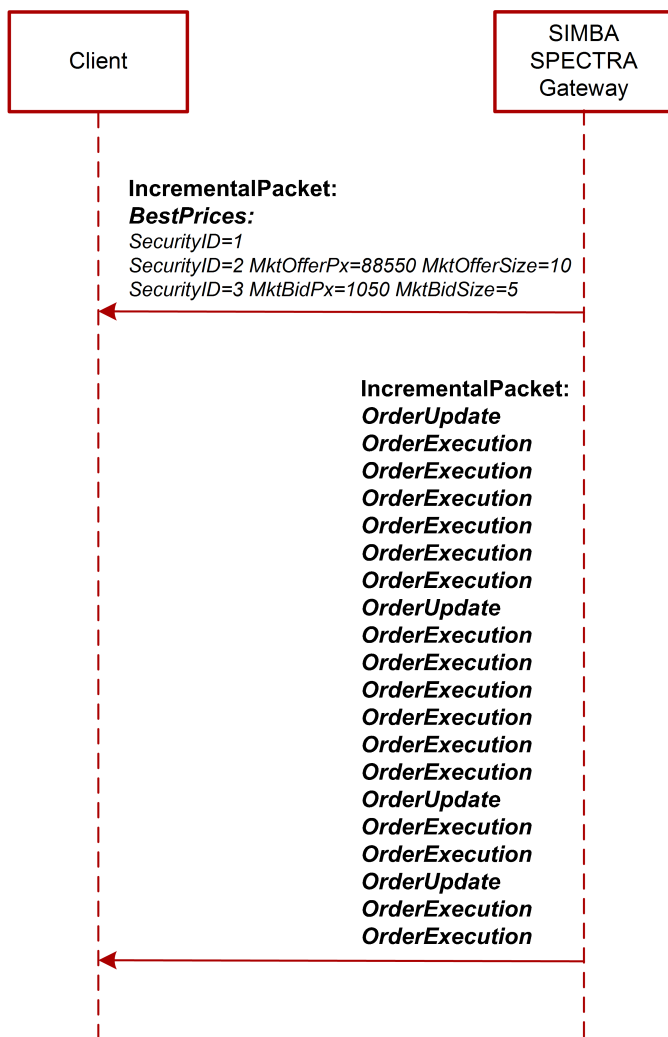 Client
SIMBA
SPECTRA
Gateway
IncrementalPacket:
BestPrices:
SecurityID=1
SecurityID=2 MktOfferPx=88550 MktOfferSize=10
SecurityID=3 MktBidPx=1050 MktBidSize=5
IncrementalPacket:
OrderUpdate
OrderExecution
OrderExecution
OrderExecution
OrderExecution
OrderExecution
OrderExecution
OrderUpdate
OrderExecution
OrderExecution
OrderExecution
OrderExecution
OrderExecution
OrderExecution
OrderUpdate
OrderExecution
OrderExecution
OrderUpdate
OrderExecution
OrderExecution